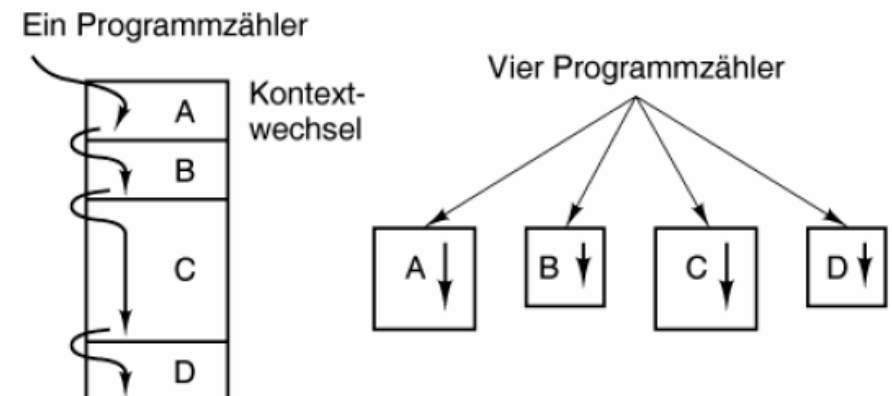 Ein Programmzähler
Kontext-
wechsel
A
B
C
D
Vier Programmzähler
A
B
C
D